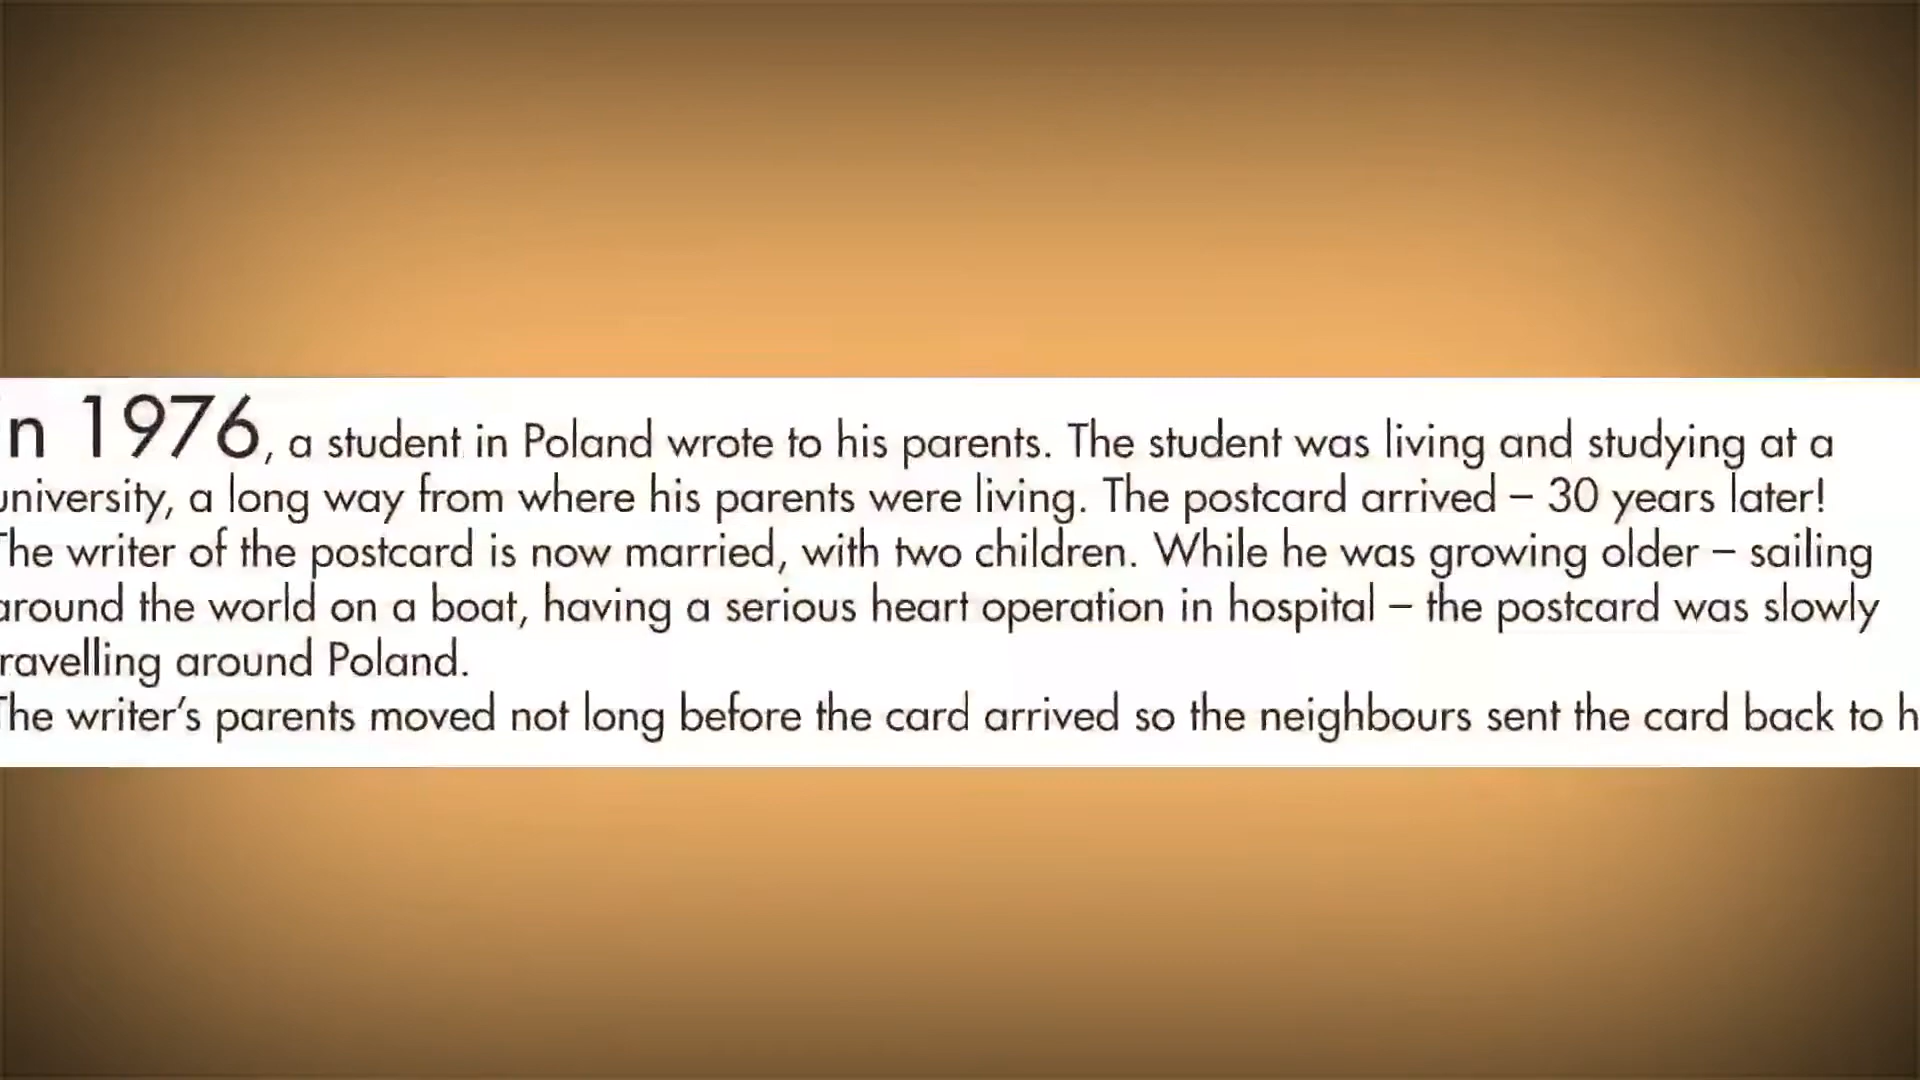 In 1976, a student in Poland wrote to his parents. The student was living and studying at a
university, a long way from where his parents were living. The postcard arrived – 30 years later!
The writer of the postcard is now married, with two children. While he was growing older – sailing
around the world on a boat, having a serious heart operation in hospital – the postcard was slowly
travelling around Poland.
The writer's parents moved not long before the card arrived so the neighbours sent the card back to